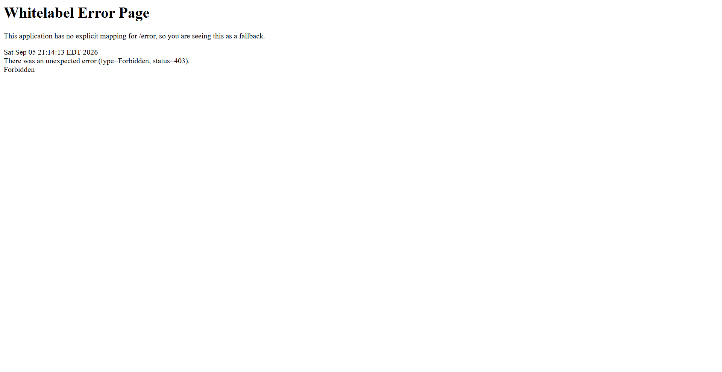 Whitelabel Error Page
This application has no explicit mapping for /error, so you are seeing this as a fallback.
Sat Sep 05 21:14:13 EDT 2026
There was an unexpected error (type=Forbidden, status=403).
Forbidden